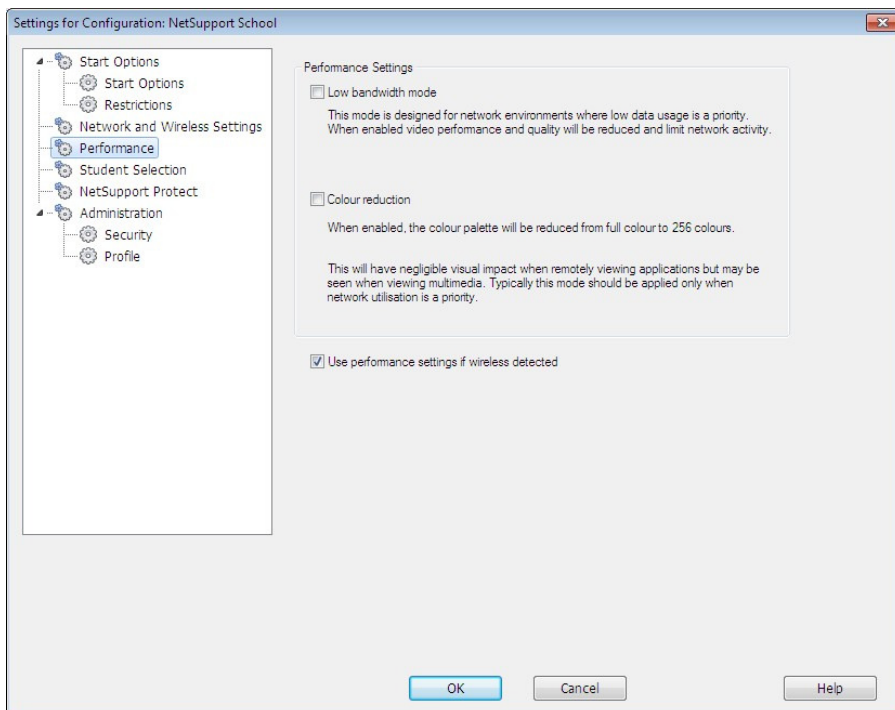 Settings for Configuration: NetSupport School
Start Options
Start Options
Restrictions
Network and Wireless Settings
Performance
Student Selection
NetSupport Protect
Administration
Security
Profile
Performance Settings
Low bandwidth mode
This mode is designed for network environments where low data usage is a priority.
When enabled video performance and quality will be reduced and limit network activity.
Colour reduction
When enabled, the colour palette will be reduced from full colour to 256 colours.
This will have negligible visual impact when remotely viewing applications but may be
seen when viewing multimedia. Typically this mode should be applied only when
network utilisation is a priority.
Use performance settings if wireless detected
OK
Cancel
Help